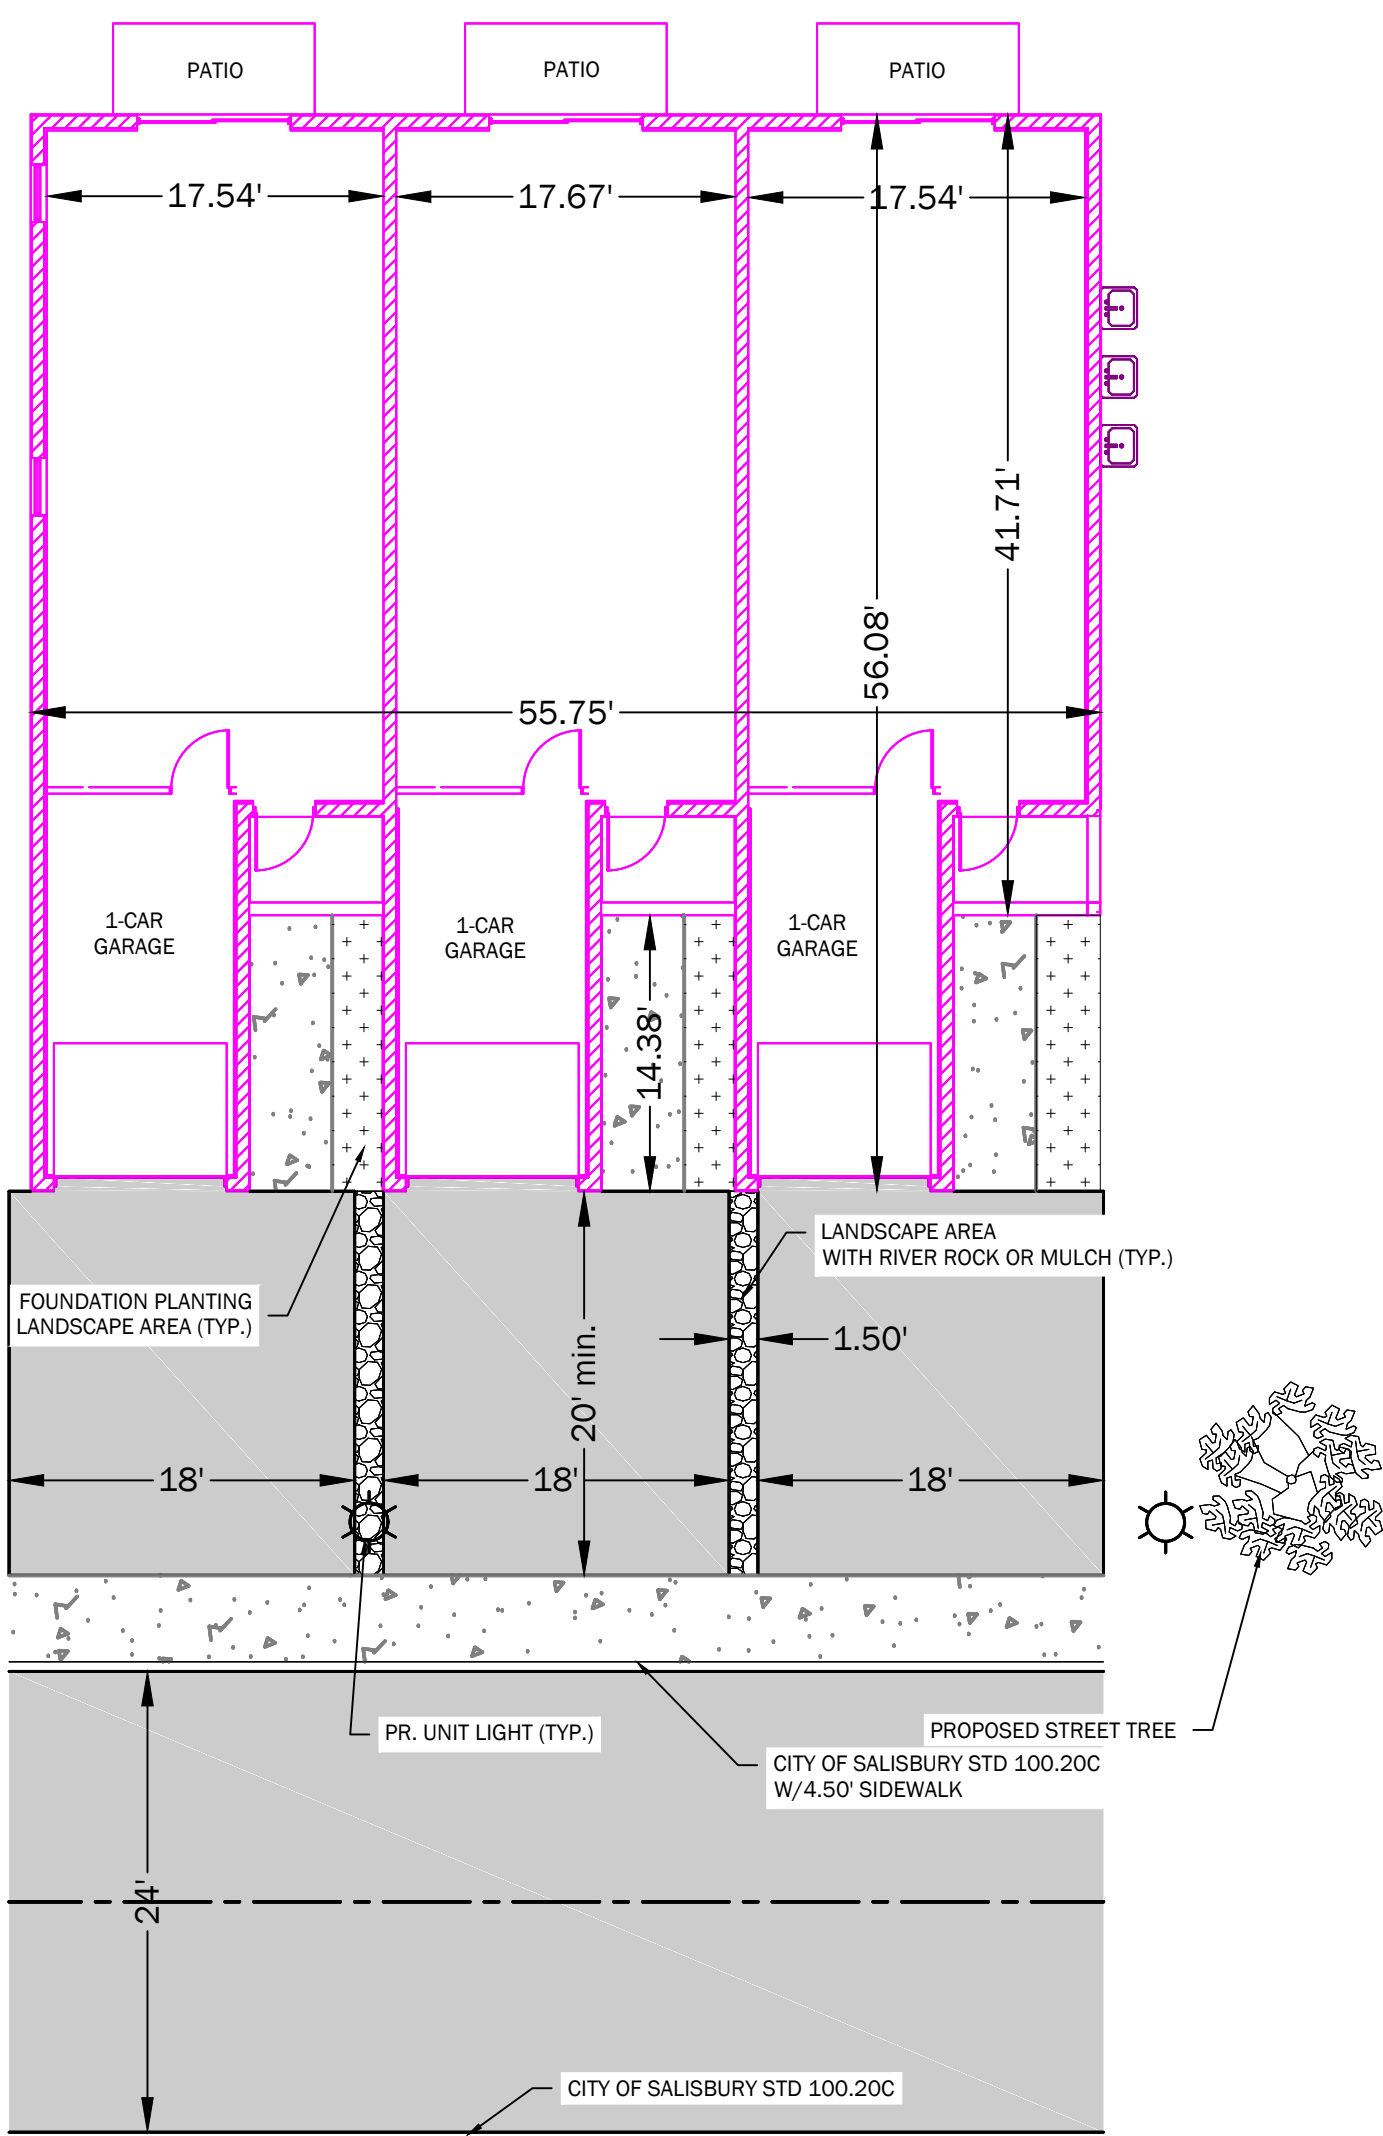 PATIO
PATIO
PATIO
17.54'
17.67'
17.54'
41.71'
56.08'
55.75'
1-CAR
GARAGE
1-CAR
GARAGE
1-CAR
GARAGE
14.38'
LANDSCAPE AREA
WITH RIVER ROCK OR MULCH (TYP.)
FOUNDATION PLANTING
LANDSCAPE AREA (TYP.)
1.50'
20' min.
18'
18'
18'
PR. UNIT LIGHT (TYP.)
PROPOSED STREET TREE
CITY OF SALISBURY STD 100.20C
W/4.50' SIDEWALK
24'
CITY OF SALISBURY STD 100.20C